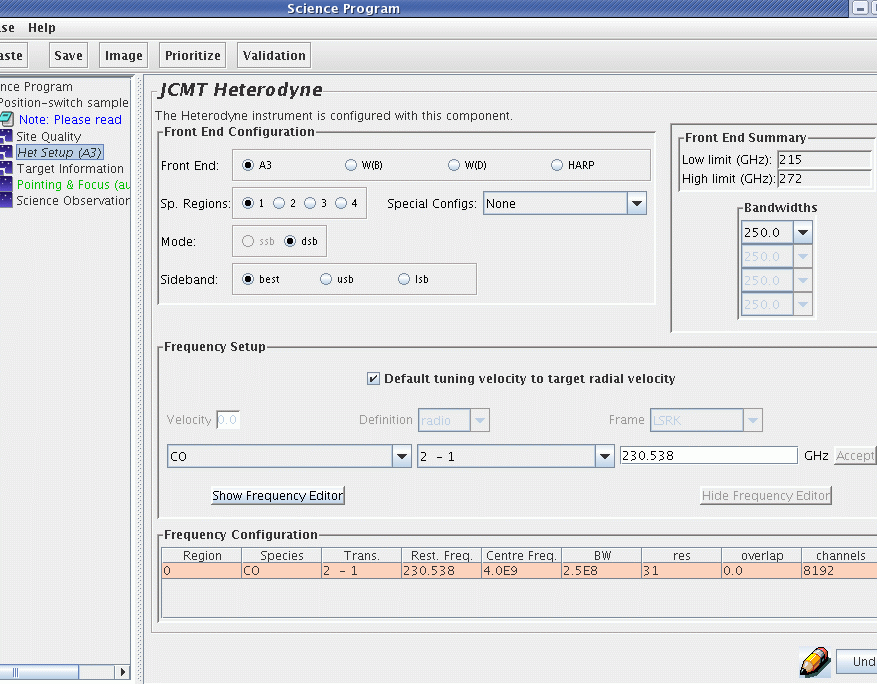 Science Program
se Help
aste Save Image Prioritize Validation
nce Program
Position-switch sample
Note: Please read
Site Quality
Het Setup (A3)
Target Information
Pointing & Focus (au
Science Observation
JCMT Heterodyne
The Heterodyne instrument is configured with this component.
Front End Configuration
Front End: A3 W(B) W(D) HARP
Sp. Regions: 1 2 3 4 Special Configs: None
Mode: ssb dsb
Sideband: best usb lsb
Front End Summary
Low limit (GHz): 215
High limit (GHz): 272
Bandwidths
250.0
250.0
250.0
250.0
Frequency Setup
Default tuning velocity to target radial velocity
Velocity 0.0 Definition radio Frame LSRK
CO 2 - 1 230.538 GHz Accept
Show Frequency Editor Hide Frequency Editor
Frequency Configuration
Region Species Trans. Rest. Freq. Centre Freq. BW res overlap channels
0 CO 2 - 1 230.538 4.0E9 2.5E8 31 0.0 8192
Und